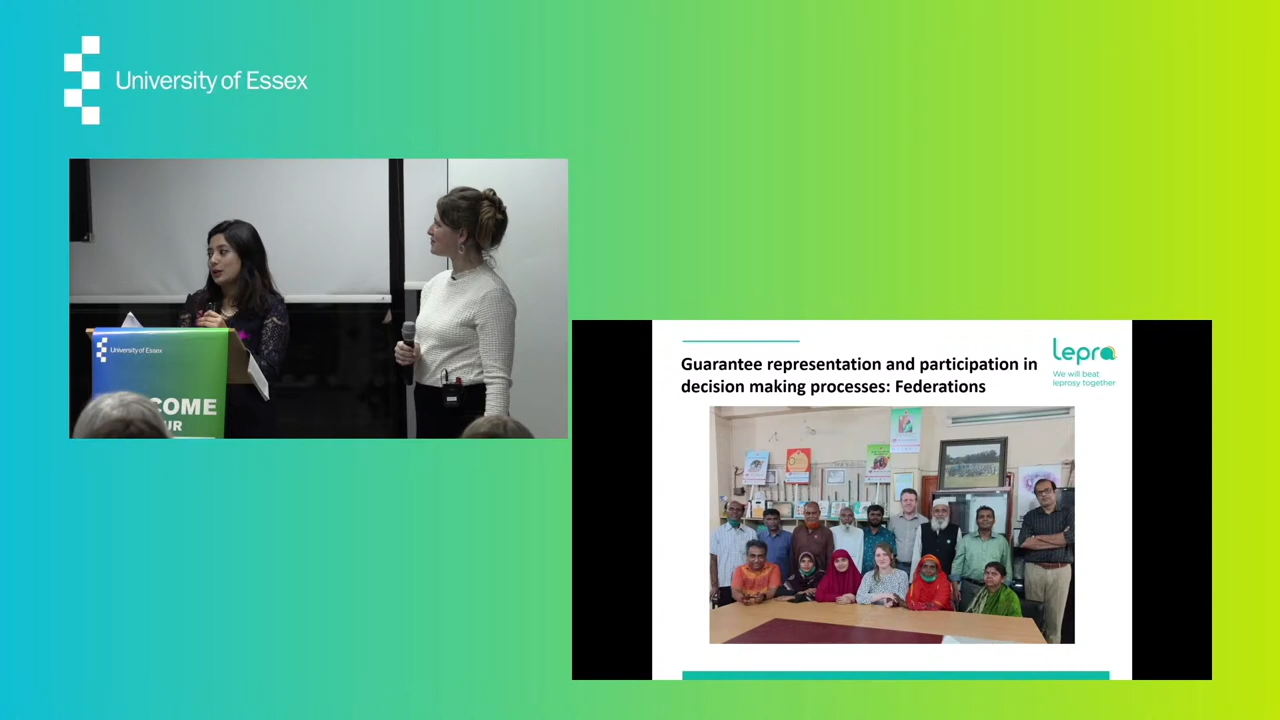 University of Essex
University of Essex
COME
UR
Guarantee representation and participation in
decision making processes: Federations
lepra
We will beat
leprosy together